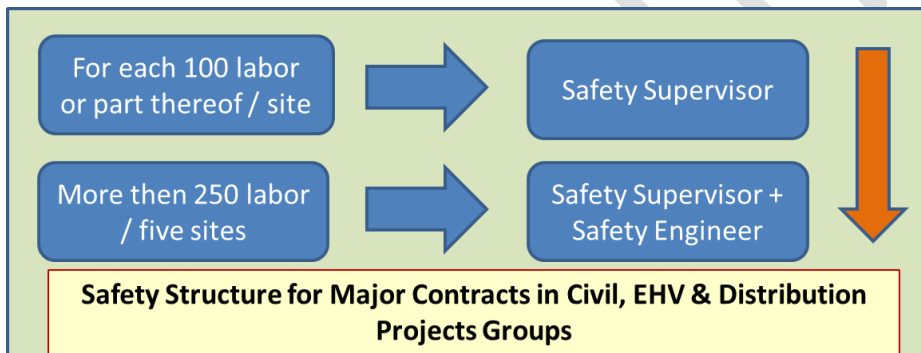 For each 100 labor
or part thereof / site
Safety Supervisor
More then 250 labor
/ five sites
Safety Supervisor +
Safety Engineer
Safety Structure for Major Contracts in Civil, EHV & Distribution
Projects Groups